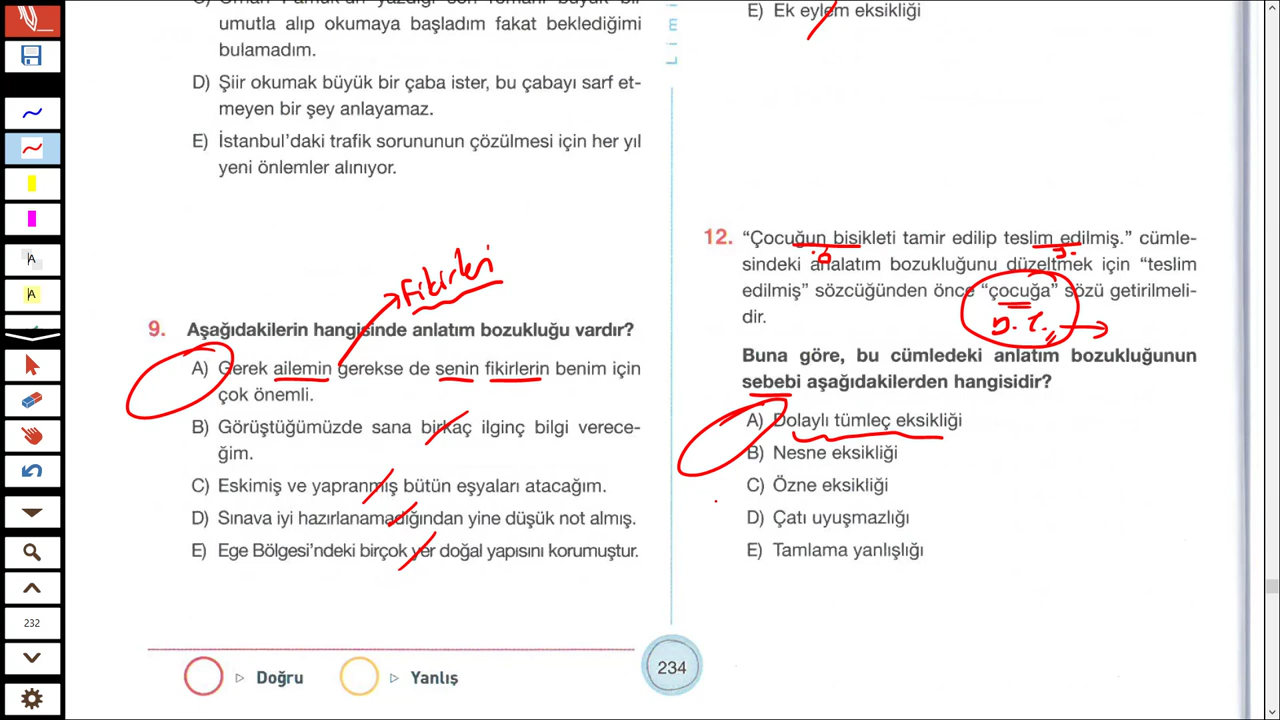 umutla alıp okumaya başladım fakat beklediğimi
bulamadım.
D) Şiir okumak büyük bir çaba ister, bu çabayı sarf et-
meyen bir şey anlayamaz.
E) İstanbul'daki trafik sorununun çözülmesi için her yıl
yeni önlemler alınıyor.
fikirleri
9. Aşağıdakilerin hangisinde anlatım bozukluğu vardır?
A) Gerek ailemin gerekse de senin fikirlerin benim için
çok önemli.
B) Görüştüğümüzde sana birkaç ilginç bilgi verece-
ğim.
C) Eskimiş ve yapranmış bütün eşyaları atacağım.
D) Sınava iyi hazırlanamadığından yine düşük not almış.
E) Ege Bölgesi'ndeki birçok yer doğal yapısını korumuştur.
Doğru
Yanlış
E) Ek eylem eksikliği
Limi
12. “Çocuğun bisikleti tamir edilip teslim edilmiş.” cümle-
sindeki analatım bozukluğunu düzeltmek için “teslim
edilmiş” sözcüğünden önce “çocuğa” sözü getirilmeli-
dir.
D.T.
Buna göre, bu cümledeki anlatım bozukluğunun
sebebi aşağıdakilerden hangisidir?
A) Dolaylı tümleç eksikliği
B) Nesne eksikliği
C) Özne eksikliği
D) Çatı uyuşmazlığı
E) Tamlama yanlışlığı
234
A
A
232